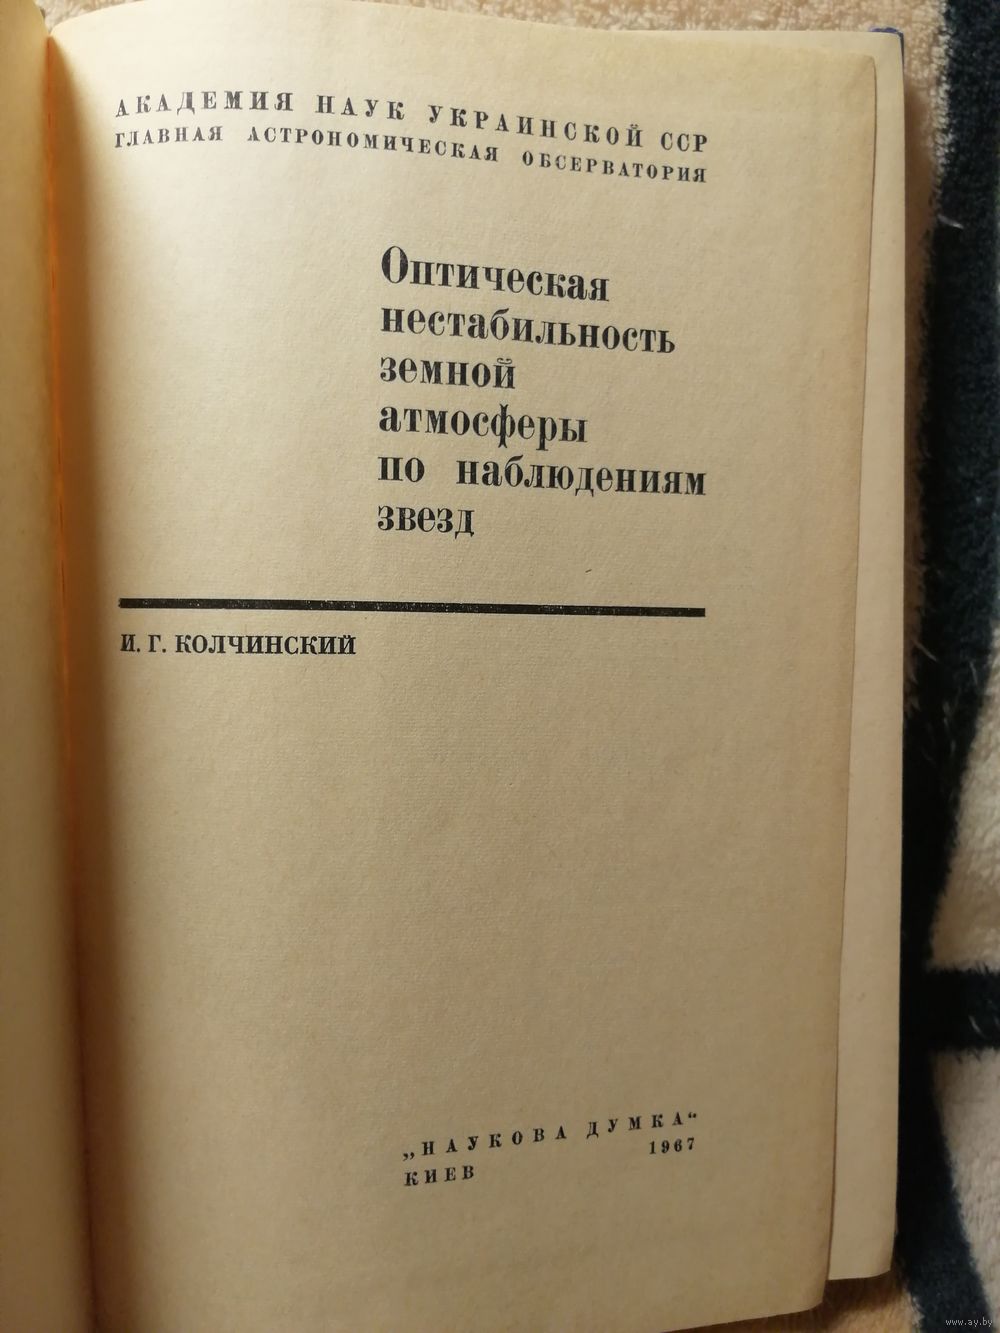 АКАДЕМИЯ НАУК УКРАИНСКОЙ ССР
ГЛАВНАЯ АСТРОНОМИЧЕСКАЯ ОБСЕРВАТОРИЯ
Оптическая
нестабильность
земной
атмосферы
по наблюдениям
звезд
И. Г. КОЛЧИНСКИЙ
„НАУКОВА ДУМКА“
КИЕВ 1967
www.ay.by